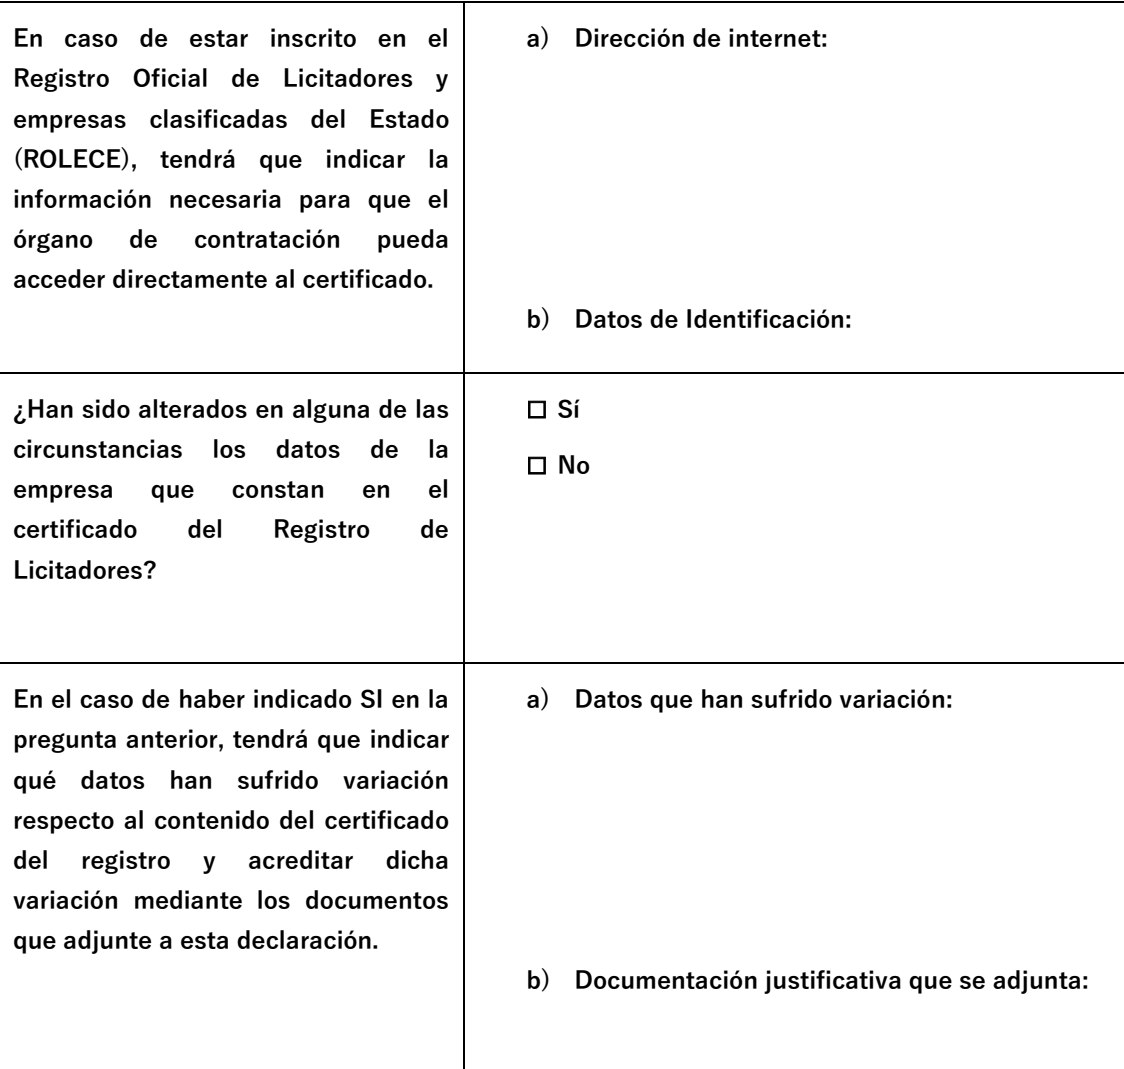 En caso de estar inscrito en el
Registro Oficial de Licitadores y
empresas clasificadas del Estado
(ROLECE), tendrá que indicar la
información necesaria para que el
órgano de contratación pueda
acceder directamente al certificado.
a) Dirección de internet:
b) Datos de Identificación:
¿Han sido alterados en alguna de las
circunstancias los datos de la
empresa que constan en el
certificado del Registro de
Licitadores?
☐ Sí
☐ No
En el caso de haber indicado SI en la
pregunta anterior, tendrá que indicar
qué datos han sufrido variación
respecto al contenido del certificado
del registro y acreditar dicha
variación mediante los documentos
que adjunte a esta declaración.
a) Datos que han sufrido variación:
b) Documentación justificativa que se adjunta: